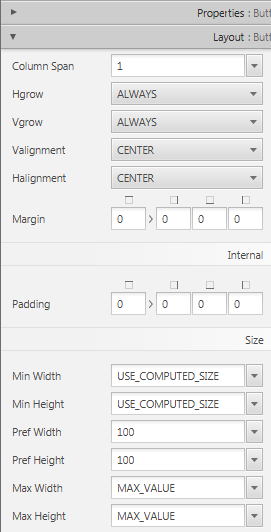 Properties : Butt
Layout : Butt
Column Span 1
Hgrow ALWAYS
Vgrow ALWAYS
Valignment CENTER
Halignment CENTER
Margin 0 > 0 0 0
Internal
Padding 0 > 0 0 0
Size
Min Width USE_COMPUTED_SIZE
Min Height USE_COMPUTED_SIZE
Pref Width 100
Pref Height 100
Max Width MAX_VALUE
Max Height MAX_VALUE